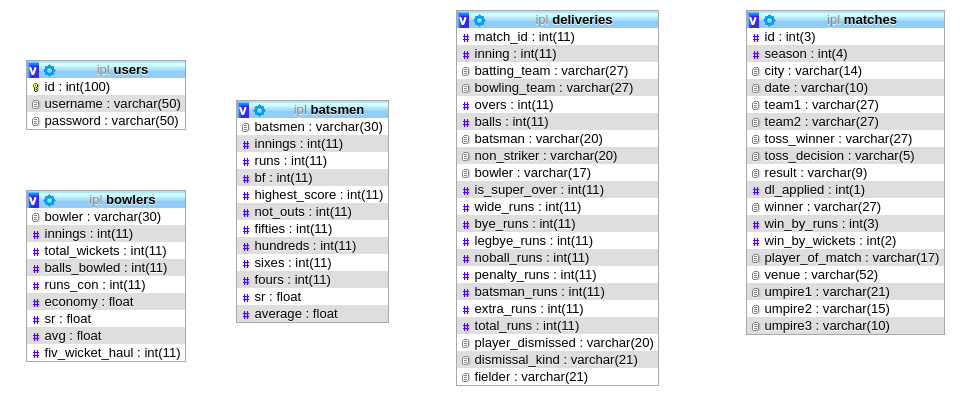 ipl users
id : int(100)
username : varchar(50)
password : varchar(50)
ipl bowlers
bowler : varchar(30)
innings : int(11)
total_wickets : int(11)
balls_bowled : int(11)
runs_con : int(11)
economy : float
sr : float
avg : float
fiv_wicket_haul : int(11)
ipl batsmen
batsmen : varchar(30)
innings : int(11)
runs : int(11)
bf : int(11)
highest_score : int(11)
not_outs : int(11)
fifties : int(11)
hundreds : int(11)
sixes : int(11)
fours : int(11)
sr : float
average : float
ipl deliveries
match_id : int(11)
inning : int(11)
batting_team : varchar(27)
bowling_team : varchar(27)
overs : int(11)
balls : int(11)
batsman : varchar(20)
non_striker : varchar(20)
bowler : varchar(17)
is_super_over : int(11)
wide_runs : int(11)
bye_runs : int(11)
legbye_runs : int(11)
noball_runs : int(11)
penalty_runs : int(11)
batsman_runs : int(11)
extra_runs : int(11)
total_runs : int(11)
player_dismissed : varchar(20)
dismissal_kind : varchar(21)
fielder : varchar(21)
ipl matches
id : int(3)
season : int(4)
city : varchar(14)
date : varchar(10)
team1 : varchar(27)
team2 : varchar(27)
toss_winner : varchar(27)
toss_decision : varchar(5)
result : varchar(9)
dl_applied : int(1)
winner : varchar(27)
win_by_runs : int(3)
win_by_wickets : int(2)
player_of_match : varchar(17)
venue : varchar(52)
umpire1 : varchar(21)
umpire2 : varchar(15)
umpire3 : varchar(10)